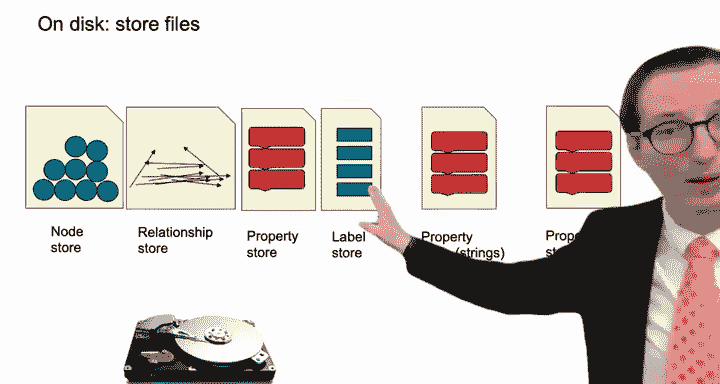 On disk: store files
Node
store
Relationship
store
Property
store
Label
store
Property
(strings)